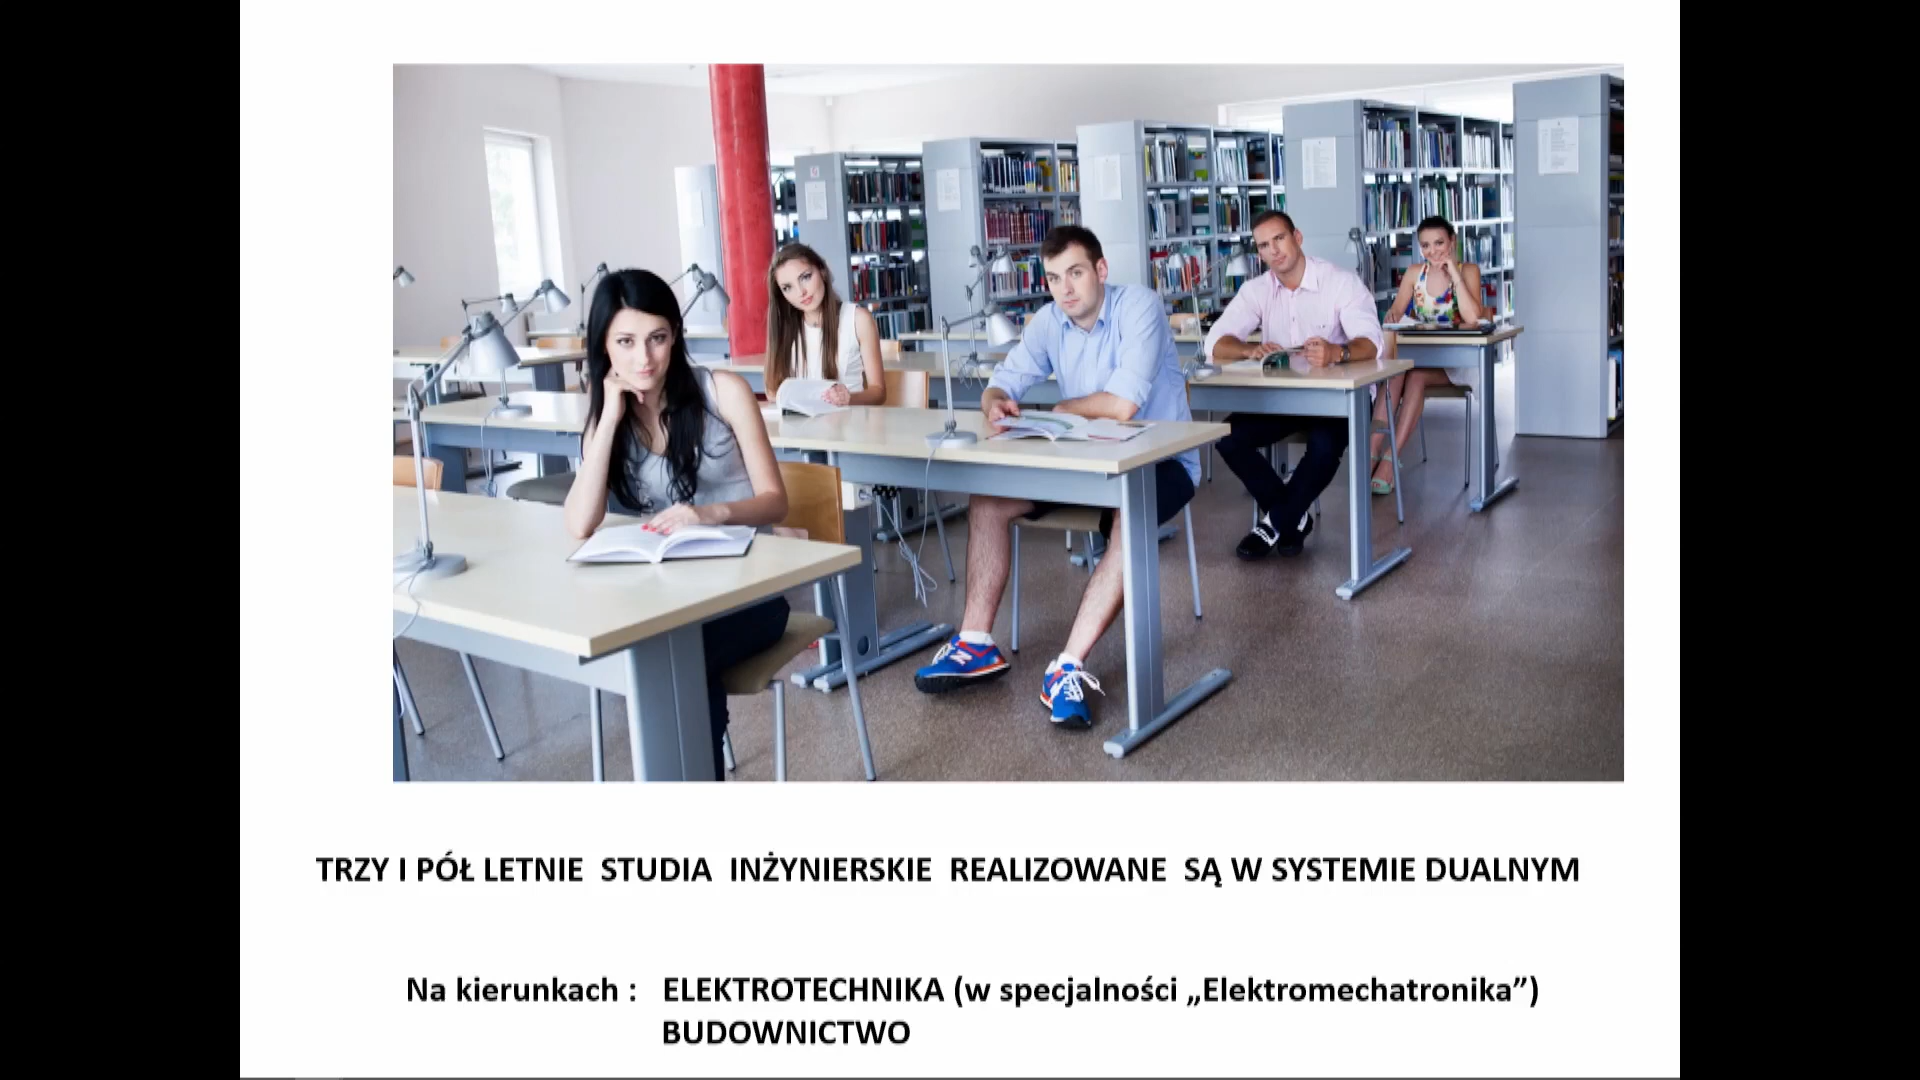 TRZY I PÓŁ LETNIE STUDIA INŻYNIERSKIE REALIZOWANE SĄ W SYSTEMIE DUALNYM
Na kierunkach : ELEKTROTECHNIKA (w specjalności „Elektromechatronika”)
BUDOWNICTWO